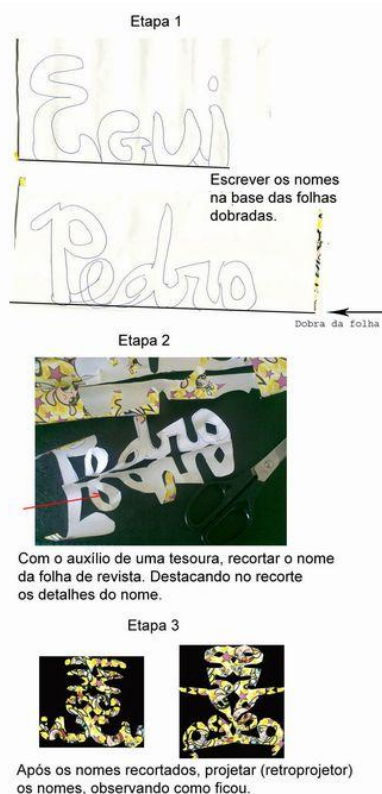 Etapa 1
Egui
Escrever os nomes
na base das folhas
dobradas.
Pedro
Dobra da folha
Etapa 2
Pedro
Com o auxílio de uma tesoura, recortar o nome
da folha de revista. Destacando no recorte
os detalhes do nome.
Etapa 3
Após os nomes recortados, projetar (retroprojetor)
os nomes, observando como ficou.